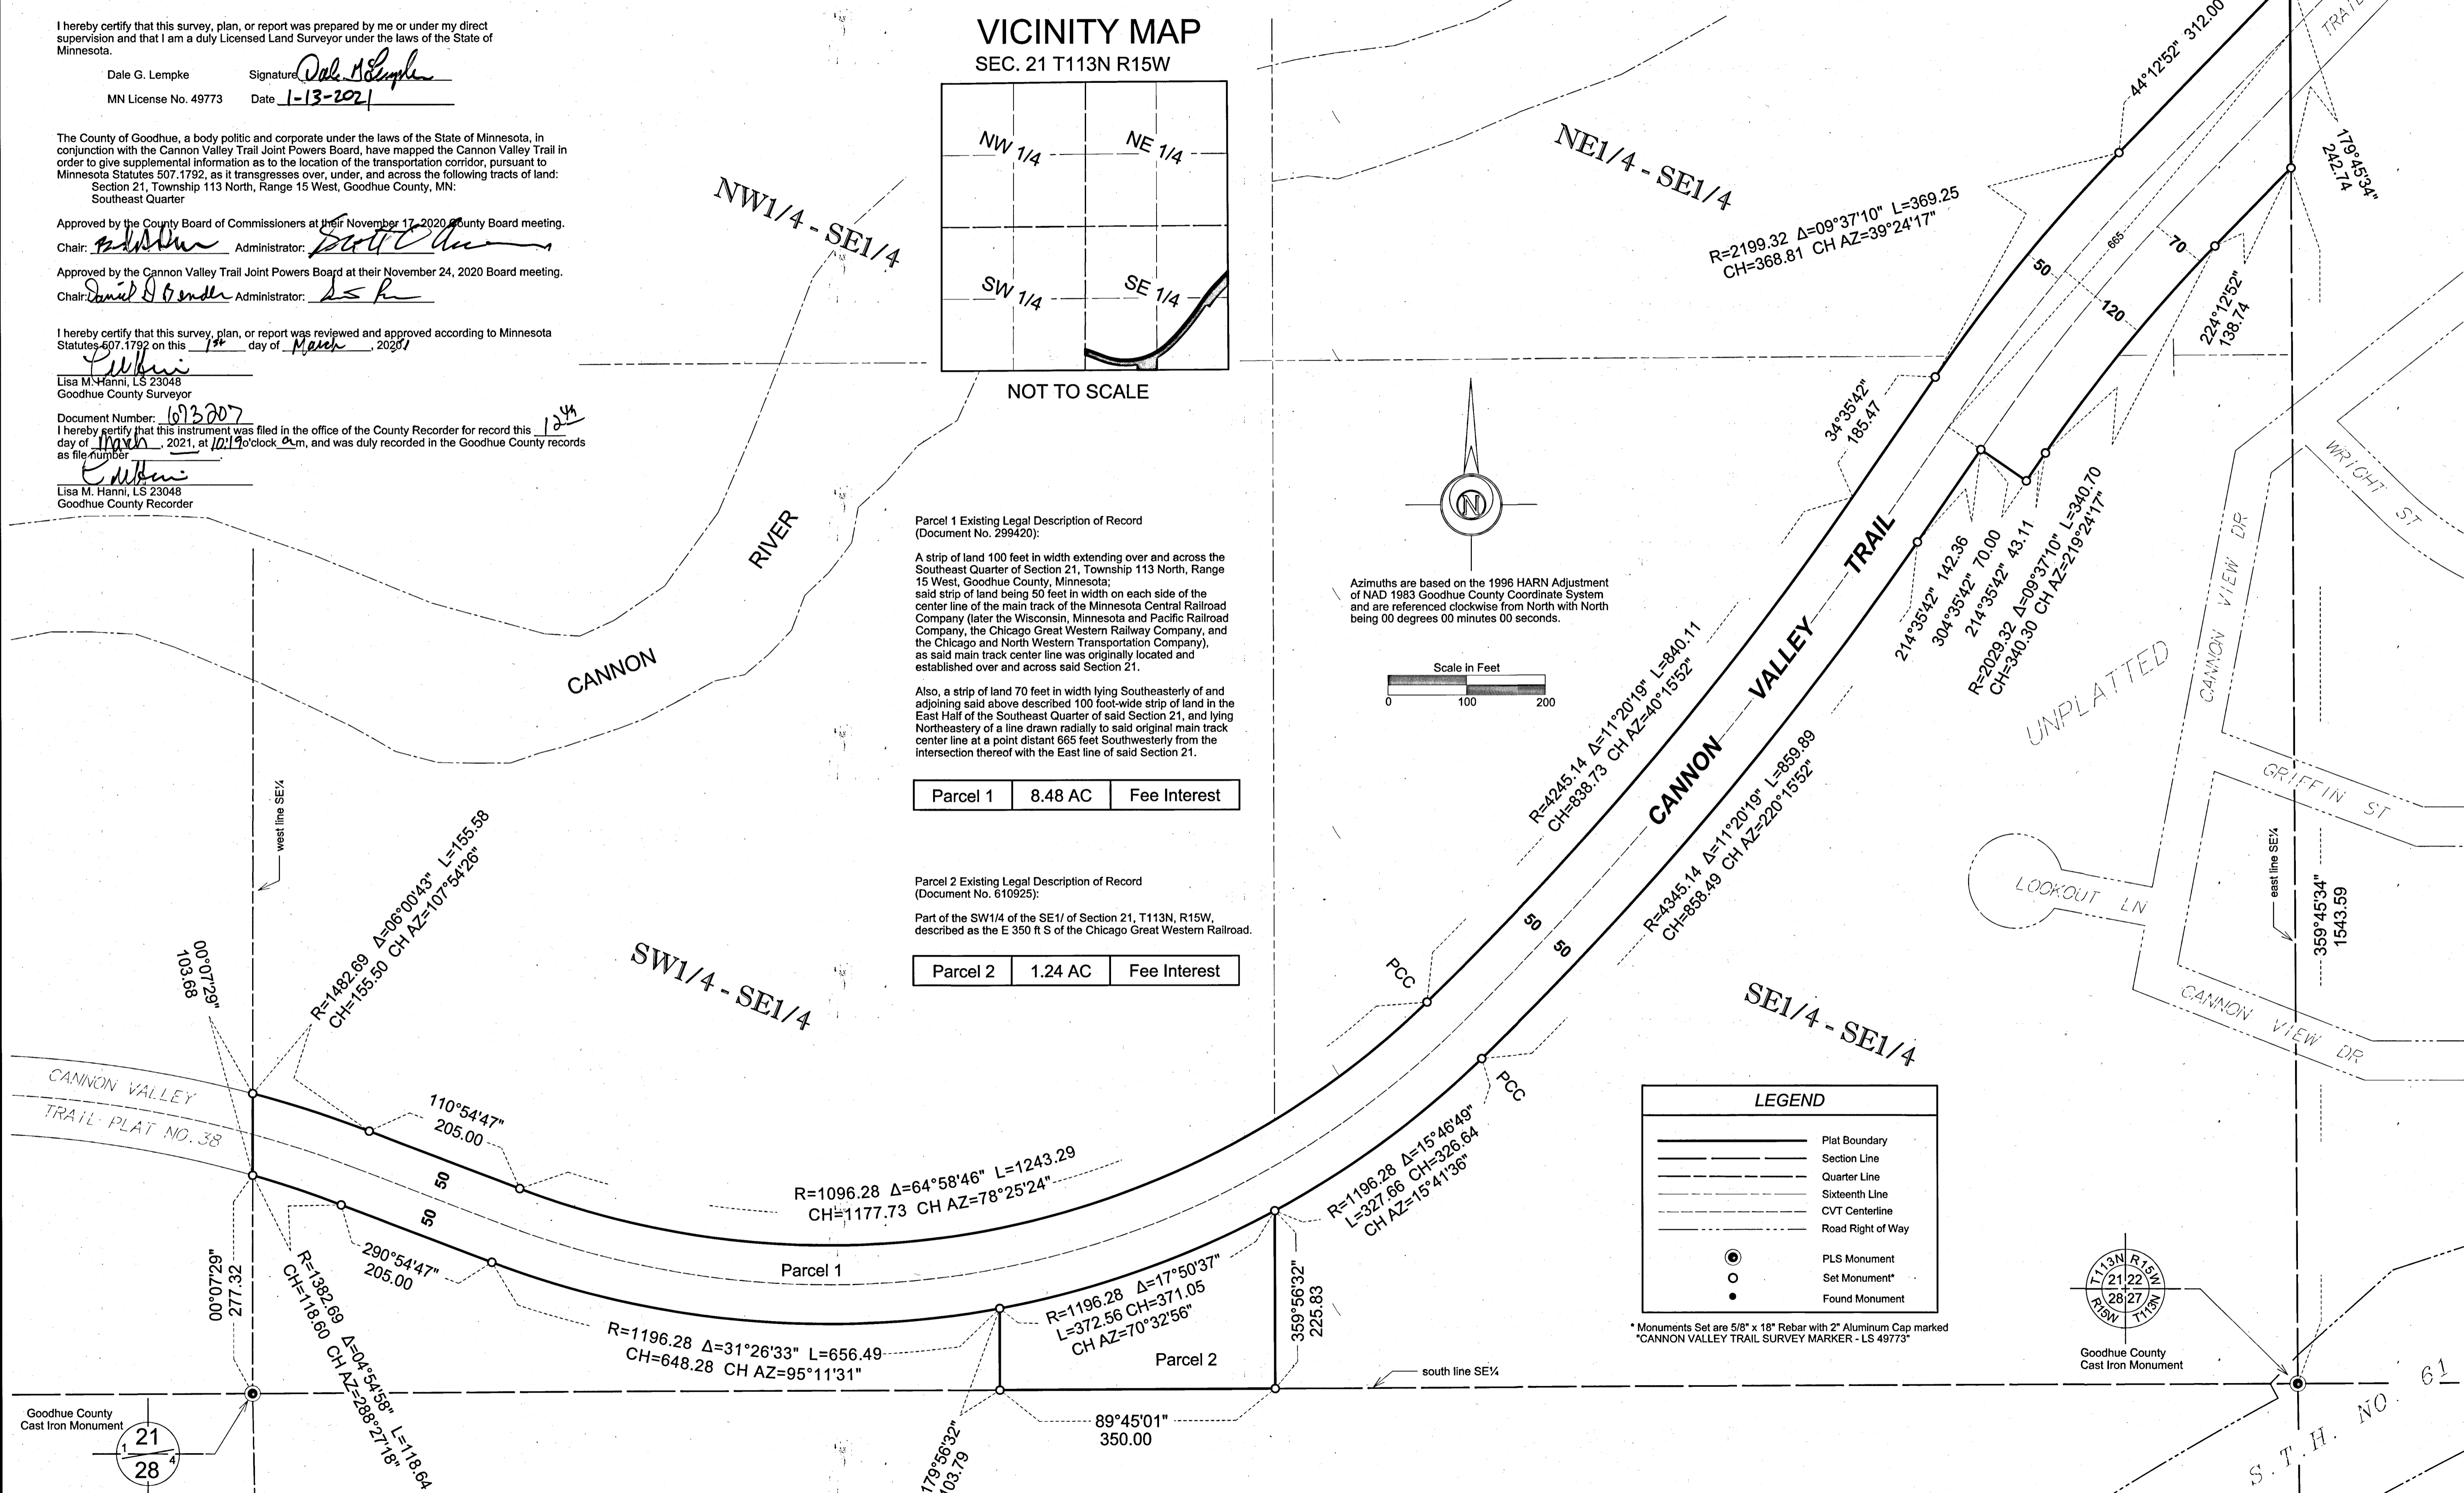 I hereby certify that this survey, plan, or report was prepared by me or under my direct
supervision and that I am a duly Licensed Land Surveyor under the laws of the State of
Minnesota.
Dale G. Lempke Signature
MN License No. 49773 Date 1-13-2021
The County of Goodhue, a body politic and corporate under the laws of the State of Minnesota, in
conjunction with the Cannon Valley Trail Joint Powers Board, have mapped the Cannon Valley Trail in
order to give supplemental information as to the location of the transportation corridor, pursuant to
Minnesota Statutes 507.1792, as it transgresses over, under, and across the following tracts of land:
Section 21, Township 113 North, Range 15 West, Goodhue County, MN:
Southeast Quarter
Approved by the County Board of Commissioners at their November 17, 2020 County Board meeting.
Chair: Administrator:
Approved by the Cannon Valley Trail Joint Powers Board at their November 24, 2020 Board meeting.
Chair: Administrator:
I hereby certify that this survey, plan, or report was reviewed and approved according to Minnesota
Statutes 507.1792 on this 1st day of March, 2021
Lisa M. Hanni, LS 23048
Goodhue County Surveyor
Document Number: 673207
I hereby certify that this instrument was filed in the office of the County Recorder for record this 12th
day of March, 2021, at 10:19 o'clock a m, and was duly recorded in the Goodhue County records
as file number
Lisa M. Hanni, LS 23048
Goodhue County Recorder
VICINITY MAP
SEC. 21 T113N R15W
NW 1/4
NE 1/4
SW 1/4
SE 1/4
NOT TO SCALE
NW1/4 - SE1/4
NE1/4 - SE1/4
44°12'52" 312.00
TRAIL
179°45'34"
242.74
R=2199.32 Δ=09°37'10" L=369.25
CH=368.81 CH AZ=39°24'17"
665
70
50
120
224°12'52"
138.74
34°35'42"
185.47
WRIGHT ST
CANNON
RIVER
Parcel 1 Existing Legal Description of Record
(Document No. 299420):
A strip of land 100 feet in width extending over and across the
Southeast Quarter of Section 21, Township 113 North, Range
15 West, Goodhue County, Minnesota;
said strip of land being 50 feet in width on each side of the
center line of the main track of the Minnesota Central Railroad
Company (later the Wisconsin, Minnesota and Pacific Railroad
Company, the Chicago Great Western Railway Company, and
the Chicago and North Western Transportation Company),
as said main track center line was originally located and
established over and across said Section 21.
Also, a strip of land 70 feet in width lying Southeasterly of and
adjoining said above described 100 foot-wide strip of land in the
East Half of the Southeast Quarter of said Section 21, and lying
Northeastery of a line drawn radially to said original main track
center line at a point distant 665 feet Southwesterly from the
intersection thereof with the East line of said Section 21.
Parcel 1 8.48 AC Fee Interest
Parcel 2 Existing Legal Description of Record
(Document No. 610925):
Part of the SW1/4 of the SE1/ of Section 21, T113N, R15W,
described as the E 350 ft S of the Chicago Great Western Railroad.
Parcel 2 1.24 AC Fee Interest
N
Azimuths are based on the 1996 HARN Adjustment
of NAD 1983 Goodhue County Coordinate System
and are referenced clockwise from North with North
being 00 degrees 00 minutes 00 seconds.
Scale in Feet
0 100 200
214°35'42" 142.36
304°35'42" 70.00
214°35'42" 43.11
R=2029.32 Δ=09°37'10" L=340.70
CH=340.30 CH AZ=219°24'17"
CANNON VALLEY TRAIL
R=4245.14 Δ=11°20'19" L=840.11
CH=838.73 CH AZ=40°15'52"
R=4345.14 Δ=11°20'19" L=859.89
CH=858.49 CH AZ=220°15'52"
UNPLATTED
CANNON VIEW DR
GRIFFIN ST
LOOKOUT LN
CANNON VIEW DR
east line SE¼
359°45'34"
1543.59
west line SE¼
R=1482.69 Δ=06°00'43" L=155.58
CH=155.50 CH AZ=107°54'26"
00°07'29"
103.68
SW1/4 - SE1/4
SE1/4 - SE1/4
50
50
PCC
PCC
CANNON VALLEY
TRAIL PLAT NO. 38
110°54'47"
205.00
50
50
290°54'47"
205.00
R=1096.28 Δ=64°58'46" L=1243.29
CH=1177.73 CH AZ=78°25'24"
Parcel 1
R=1196.28 Δ=15°46'49"
L=327.66 CH=326.64
CH AZ=15°41'36"
R=1196.28 Δ=17°50'37"
L=372.56 CH=371.05
CH AZ=70°32'56"
Parcel 2
359°56'32"
225.83
R=1196.28 Δ=31°26'33" L=656.49
CH=648.28 CH AZ=95°11'31"
00°07'29"
277.32
R=1382.69 Δ=04°54'58" L=118.64
CH=118.60 CH AZ=288°27'18"
179°56'32"
103.79
89°45'01"
350.00
south line SE¼
LEGEND
Plat Boundary
Section Line
Quarter Line
Sixteenth Line
CVT Centerline
Road Right of Way
PLS Monument
Set Monument*
Found Monument
* Monuments Set are 5/8" x 18" Rebar with 2" Aluminum Cap marked
"CANNON VALLEY TRAIL SURVEY MARKER - LS 49773"
T113N R15W
21 22
28 27
R15W T113N
Goodhue County
Cast Iron Monument
Goodhue County
Cast Iron Monument
21
1 4
28
S.T.H. NO. 61